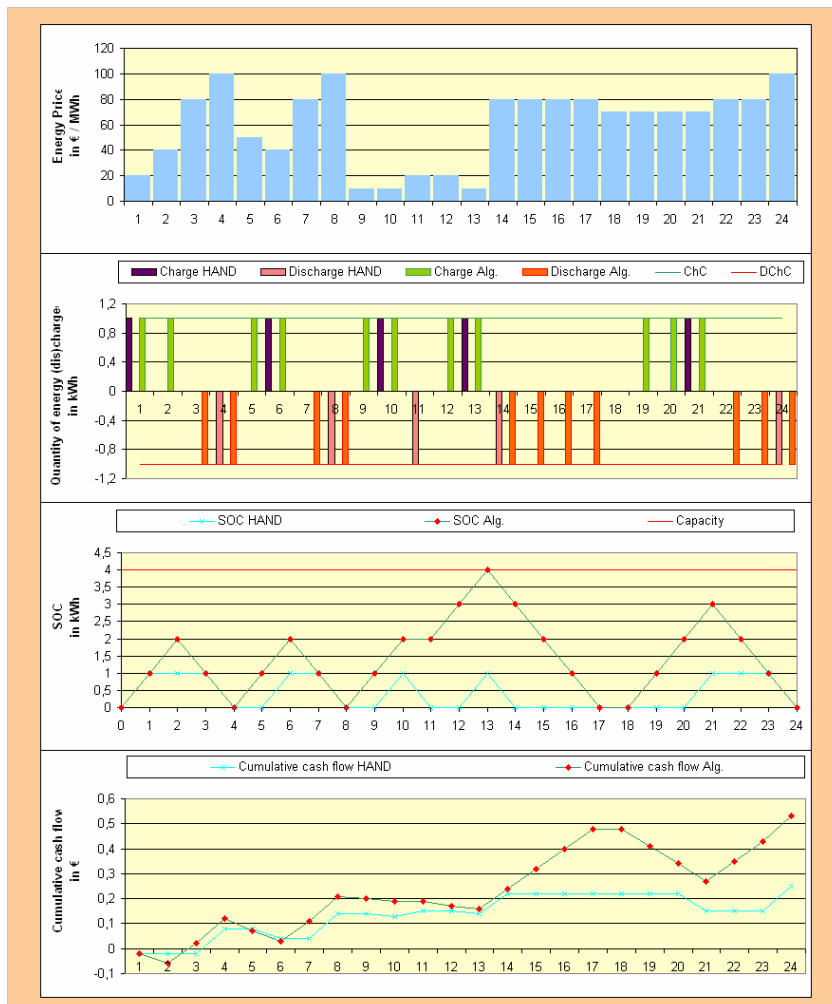 Energy Price
in € / MWh
120
100
80
60
40
20
0
1 2 3 4 5 6 7 8 9 10 11 12 13 14 15 16 17 18 19 20 21 22 23 24
Charge HAND Discharge HAND Charge Alg. Discharge Alg. ChC DChC
Quantity of energy (dis)charge
in kWh
1,2
0,8
0,4
0
-0,4
-0,8
-1,2
1 2 3 4 5 6 7 8 9 10 11 12 13 14 15 16 17 18 19 20 21 22 23 24
SOC HAND SOC Alg. Capacity
SOC
in kWh
4,5
4
3,5
3
2,5
2
1,5
1
0,5
0
0 1 2 3 4 5 6 7 8 9 10 11 12 13 14 15 16 17 18 19 20 21 22 23 24
Cumulative cash flow HAND Cumulative cash flow Alg.
Cumulative cash flow
in €
0,6
0,5
0,4
0,3
0,2
0,1
0
-0,1
1 2 3 4 5 6 7 8 9 10 11 12 13 14 15 16 17 18 19 20 21 22 23 24